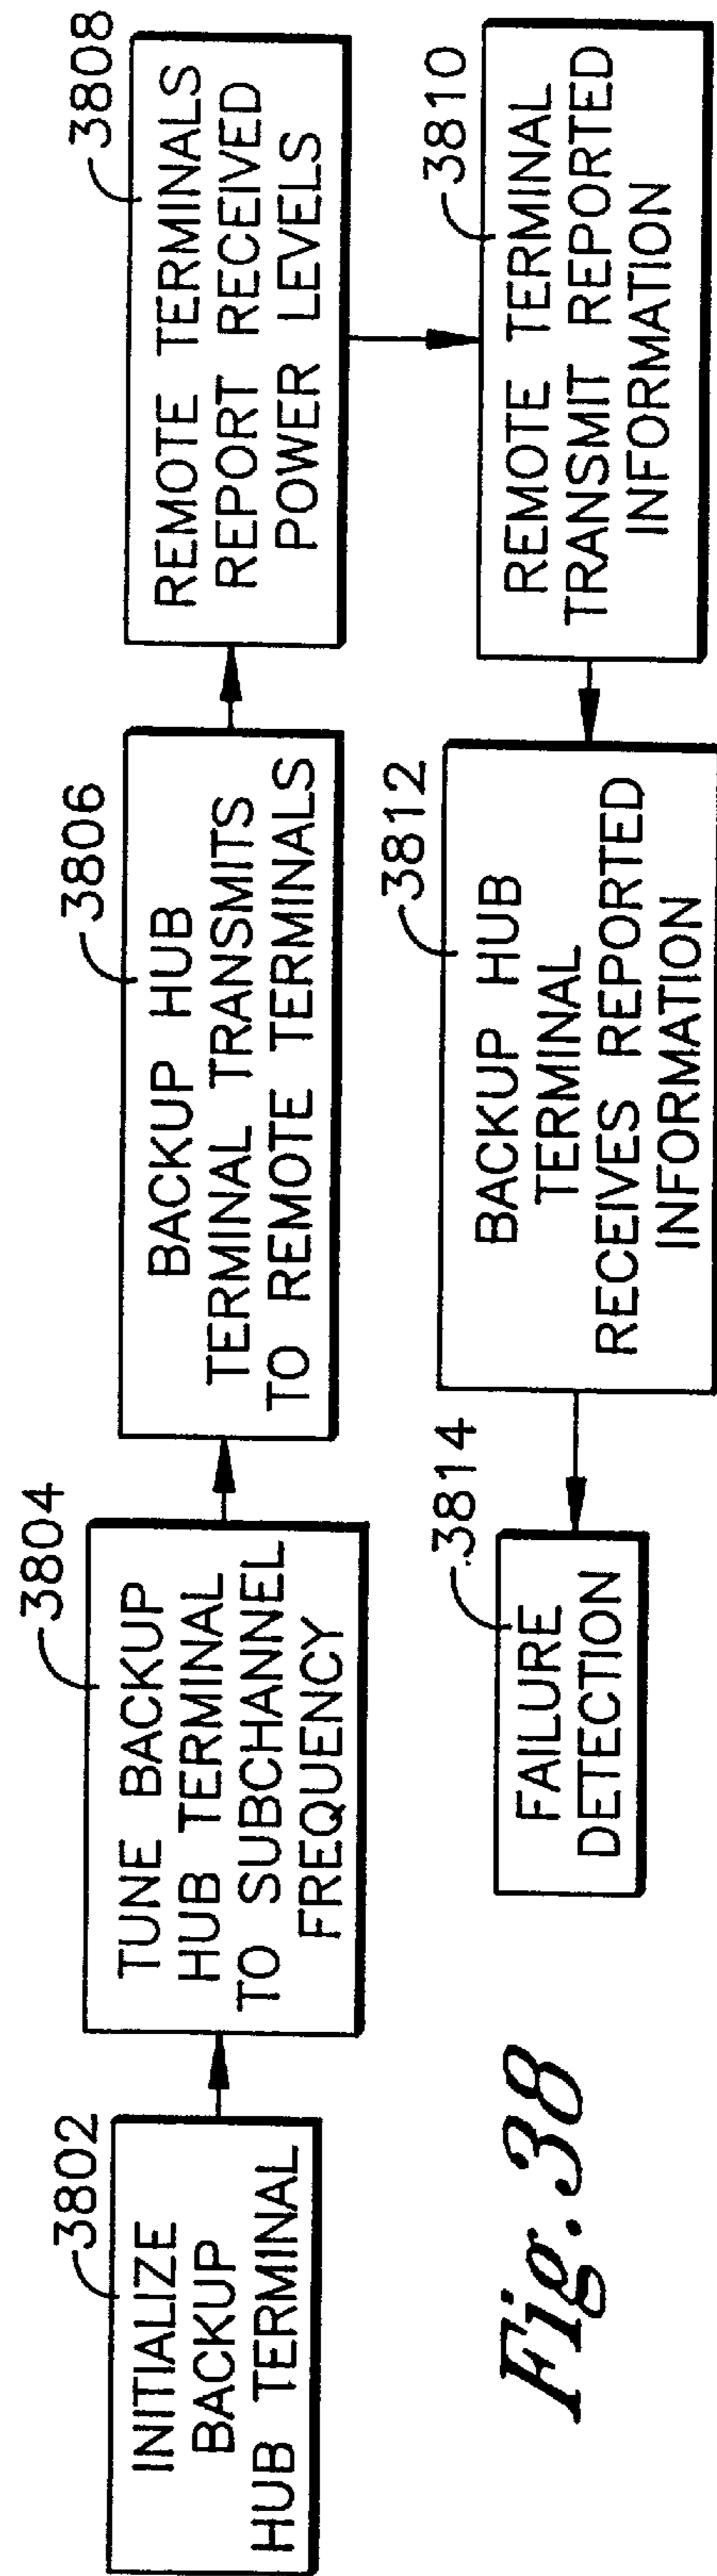 3802
INITIALIZE
BACKUP
HUB TERMINAL
3804
TUNE BACKUP
HUB TERMINAL
TO SUBCHANNEL
FREQUENCY
3806
BACKUP HUB
TERMINAL TRANSMITS
TO REMOTE TERMINALS
3808
REMOTE TERMINALS
REPORT RECEIVED
POWER LEVELS
3810
REMOTE TERMINAL
TRANSMIT REPORTED
INFORMATION
3812
BACKUP HUB
TERMINAL
RECEIVES REPORTED
INFORMATION
3814
FAILURE
DETECTION
Fig. 38